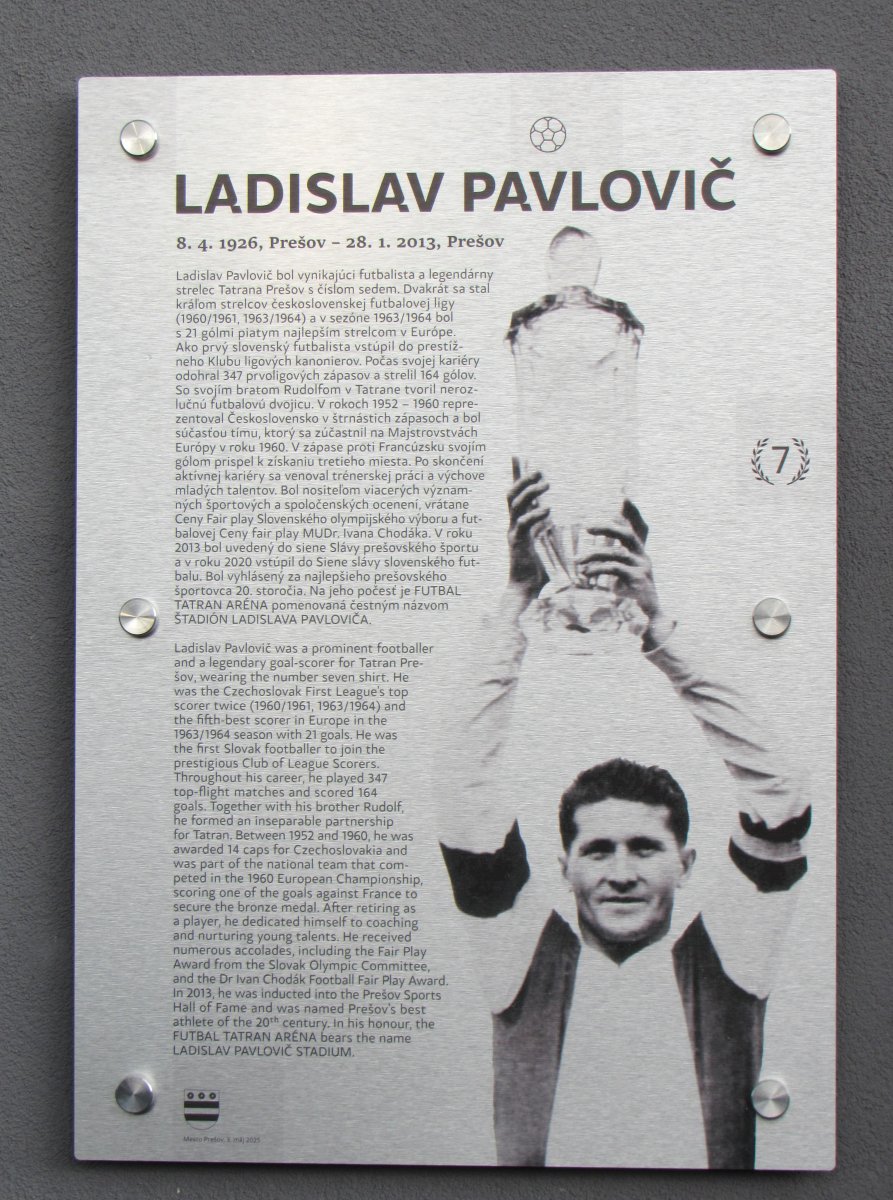 LADISLAV PAVLOVIČ
8. 4. 1926, Prešov – 28. 1. 2013, Prešov
Ladislav Pavlovič bol vynikajúci futbalista a legendárny
strelec Tatrana Prešov s číslom sedem. Dvakrát sa stal
kráľom strelcov československej futbalovej ligy
(1960/1961, 1963/1964) a v sezóne 1963/1964 bol
s 21 gólmi piatym najlepším strelcom v Európe.
Ako prvý slovenský futbalista vstúpil do prestíž-
neho Klubu ligových kanonierov. Počas svojej kariéry
odohral 347 prvoligových zápasov a strelil 164 gólov.
So svojím bratom Rudolfom v Tatrane tvoril neroz-
lučnú futbalovú dvojicu. V rokoch 1952 – 1960 repre-
zentoval Československo v štrnástich zápasoch a bol
súčasťou tímu, ktorý sa zúčastnil na Majstrovstvách
Európy v roku 1960. V zápase proti Francúzsku svojím
gólom prispel k získaniu tretieho miesta. Po skončení
aktívnej kariéry sa venoval trénerskej práci a výchove
mladých talentov. Bol nositeľom viacerých význam-
ných športových a spoločenských ocenení, vrátane
Ceny Fair play Slovenského olympijského výboru a fut-
balovej Ceny fair play MUDr. Ivana Chodáka. V roku
2013 bol uvedený do siene Slávy prešovského športu
a v roku 2020 vstúpil do Siene slávy slovenského fut-
balu. Bol vyhlásený za najlepšieho prešovského
športovca 20. storočia. Na jeho počesť je FUTBAL
TATRAN ARÉNA pomenovaná čestným názvom
ŠTADIÓN LADISLAVA PAVLOVIČA.
7
Ladislav Pavlovič was a prominent footballer
and a legendary goal-scorer for Tatran Pre-
šov, wearing the number seven shirt. He
was the Czechoslovak First League's top
scorer twice (1960/1961, 1963/1964) and
the fifth-best scorer in Europe in the
1963/1964 season with 21 goals. He was
the first Slovak footballer to join the
prestigious Club of League Scorers.
Throughout his career, he played 347
top-flight matches and scored 164
goals. Together with his brother Rudolf,
he formed an inseparable partnership
for Tatran. Between 1952 and 1960, he was
awarded 14 caps for Czechoslovakia and
was part of the national team that com-
peted in the 1960 European Championship,
scoring one of the goals against France to
secure the bronze medal. After retiring as
a player, he dedicated himself to coaching
and nurturing young talents. He received
numerous accolades, including the Fair Play
Award from the Slovak Olympic Committee,
and the Dr Ivan Chodák Football Fair Play Award.
In 2013, he was inducted into the Prešov Sports
Hall of Fame and was named Prešov's best
athlete of the 20th century. In his honour, the
FUTBAL TATRAN ARÉNA bears the name
LADISLAV PAVLOVIČ STADIUM.
Mesto Prešov, 3. máj 2025